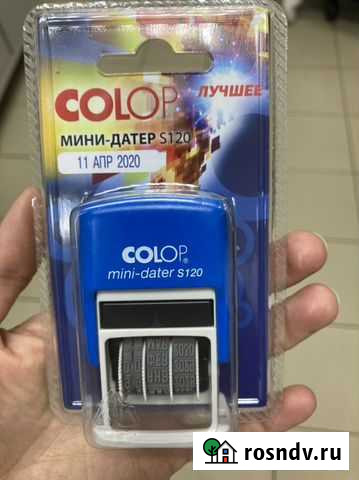 COLOP
ЛУЧШЕЕ
МИНИ-ДАТЕР S120
11 АПР 2020
COLOP®
mini-dater S120
rosndv.ru